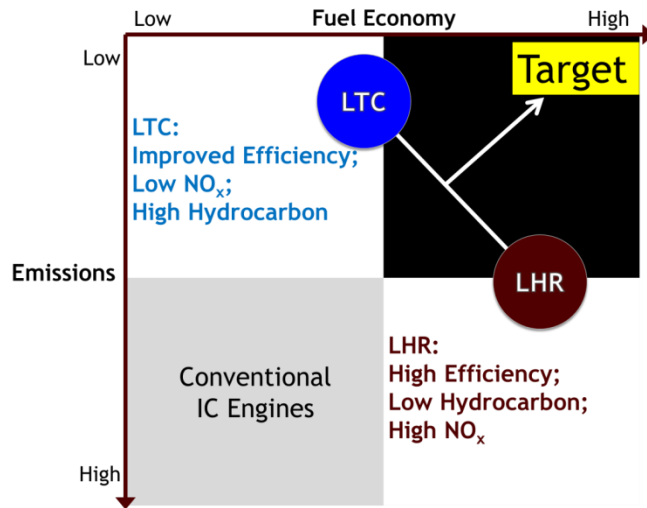 Low
Fuel Economy
High
Low
Target
LTC
LTC:
Improved Efficiency;
Low NOₓ;
High Hydrocarbon
Emissions
LHR
Conventional
IC Engines
LHR:
High Efficiency;
Low Hydrocarbon;
High NOₓ
High